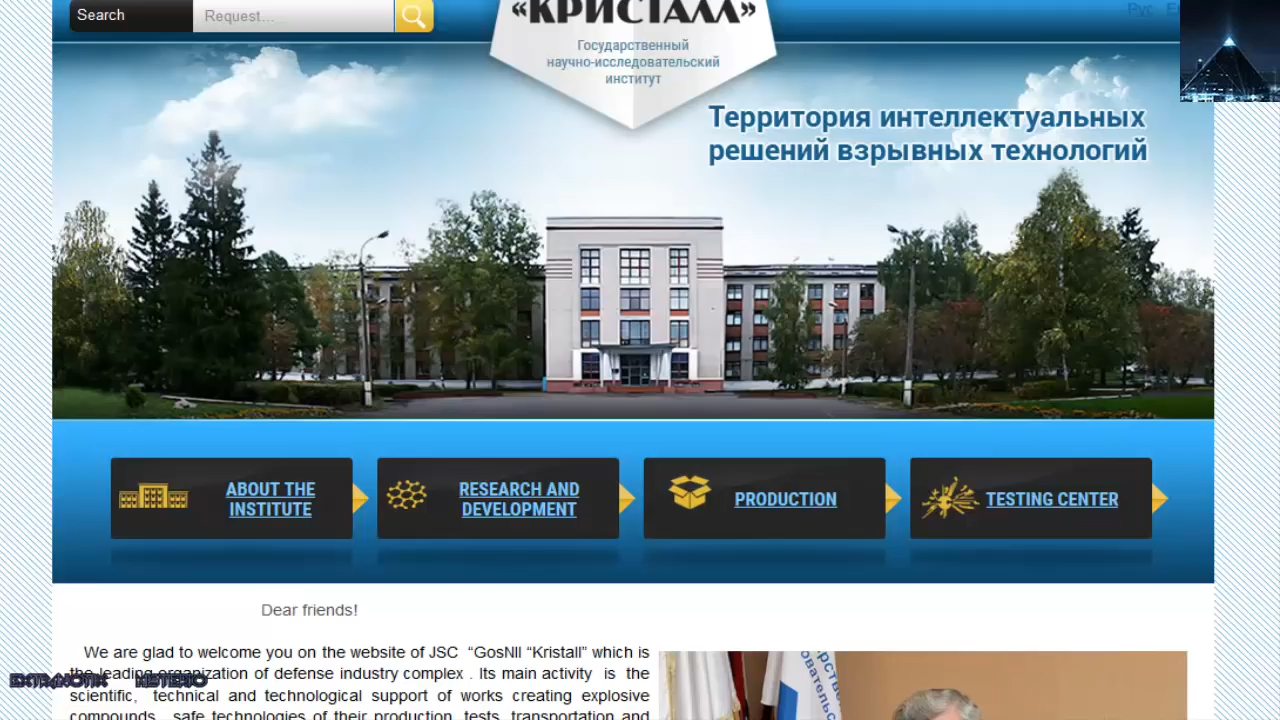 Search
Request...
«КРИСТАЛЛ»
Рус
Государственный
научно-исследовательский
институт
Территория интеллектуальных
решений взрывных технологий
ABOUT THE
INSTITUTE
RESEARCH AND
DEVELOPMENT
PRODUCTION
TESTING CENTER
Dear friends!
We are glad to welcome you on the website of JSC “GosNII “Kristall” which is
the leading organization of defense industry complex . Its main activity is the
scientific, technical and technological support of works creating explosive
compounds, safe technologies of their production, tests, transportation and